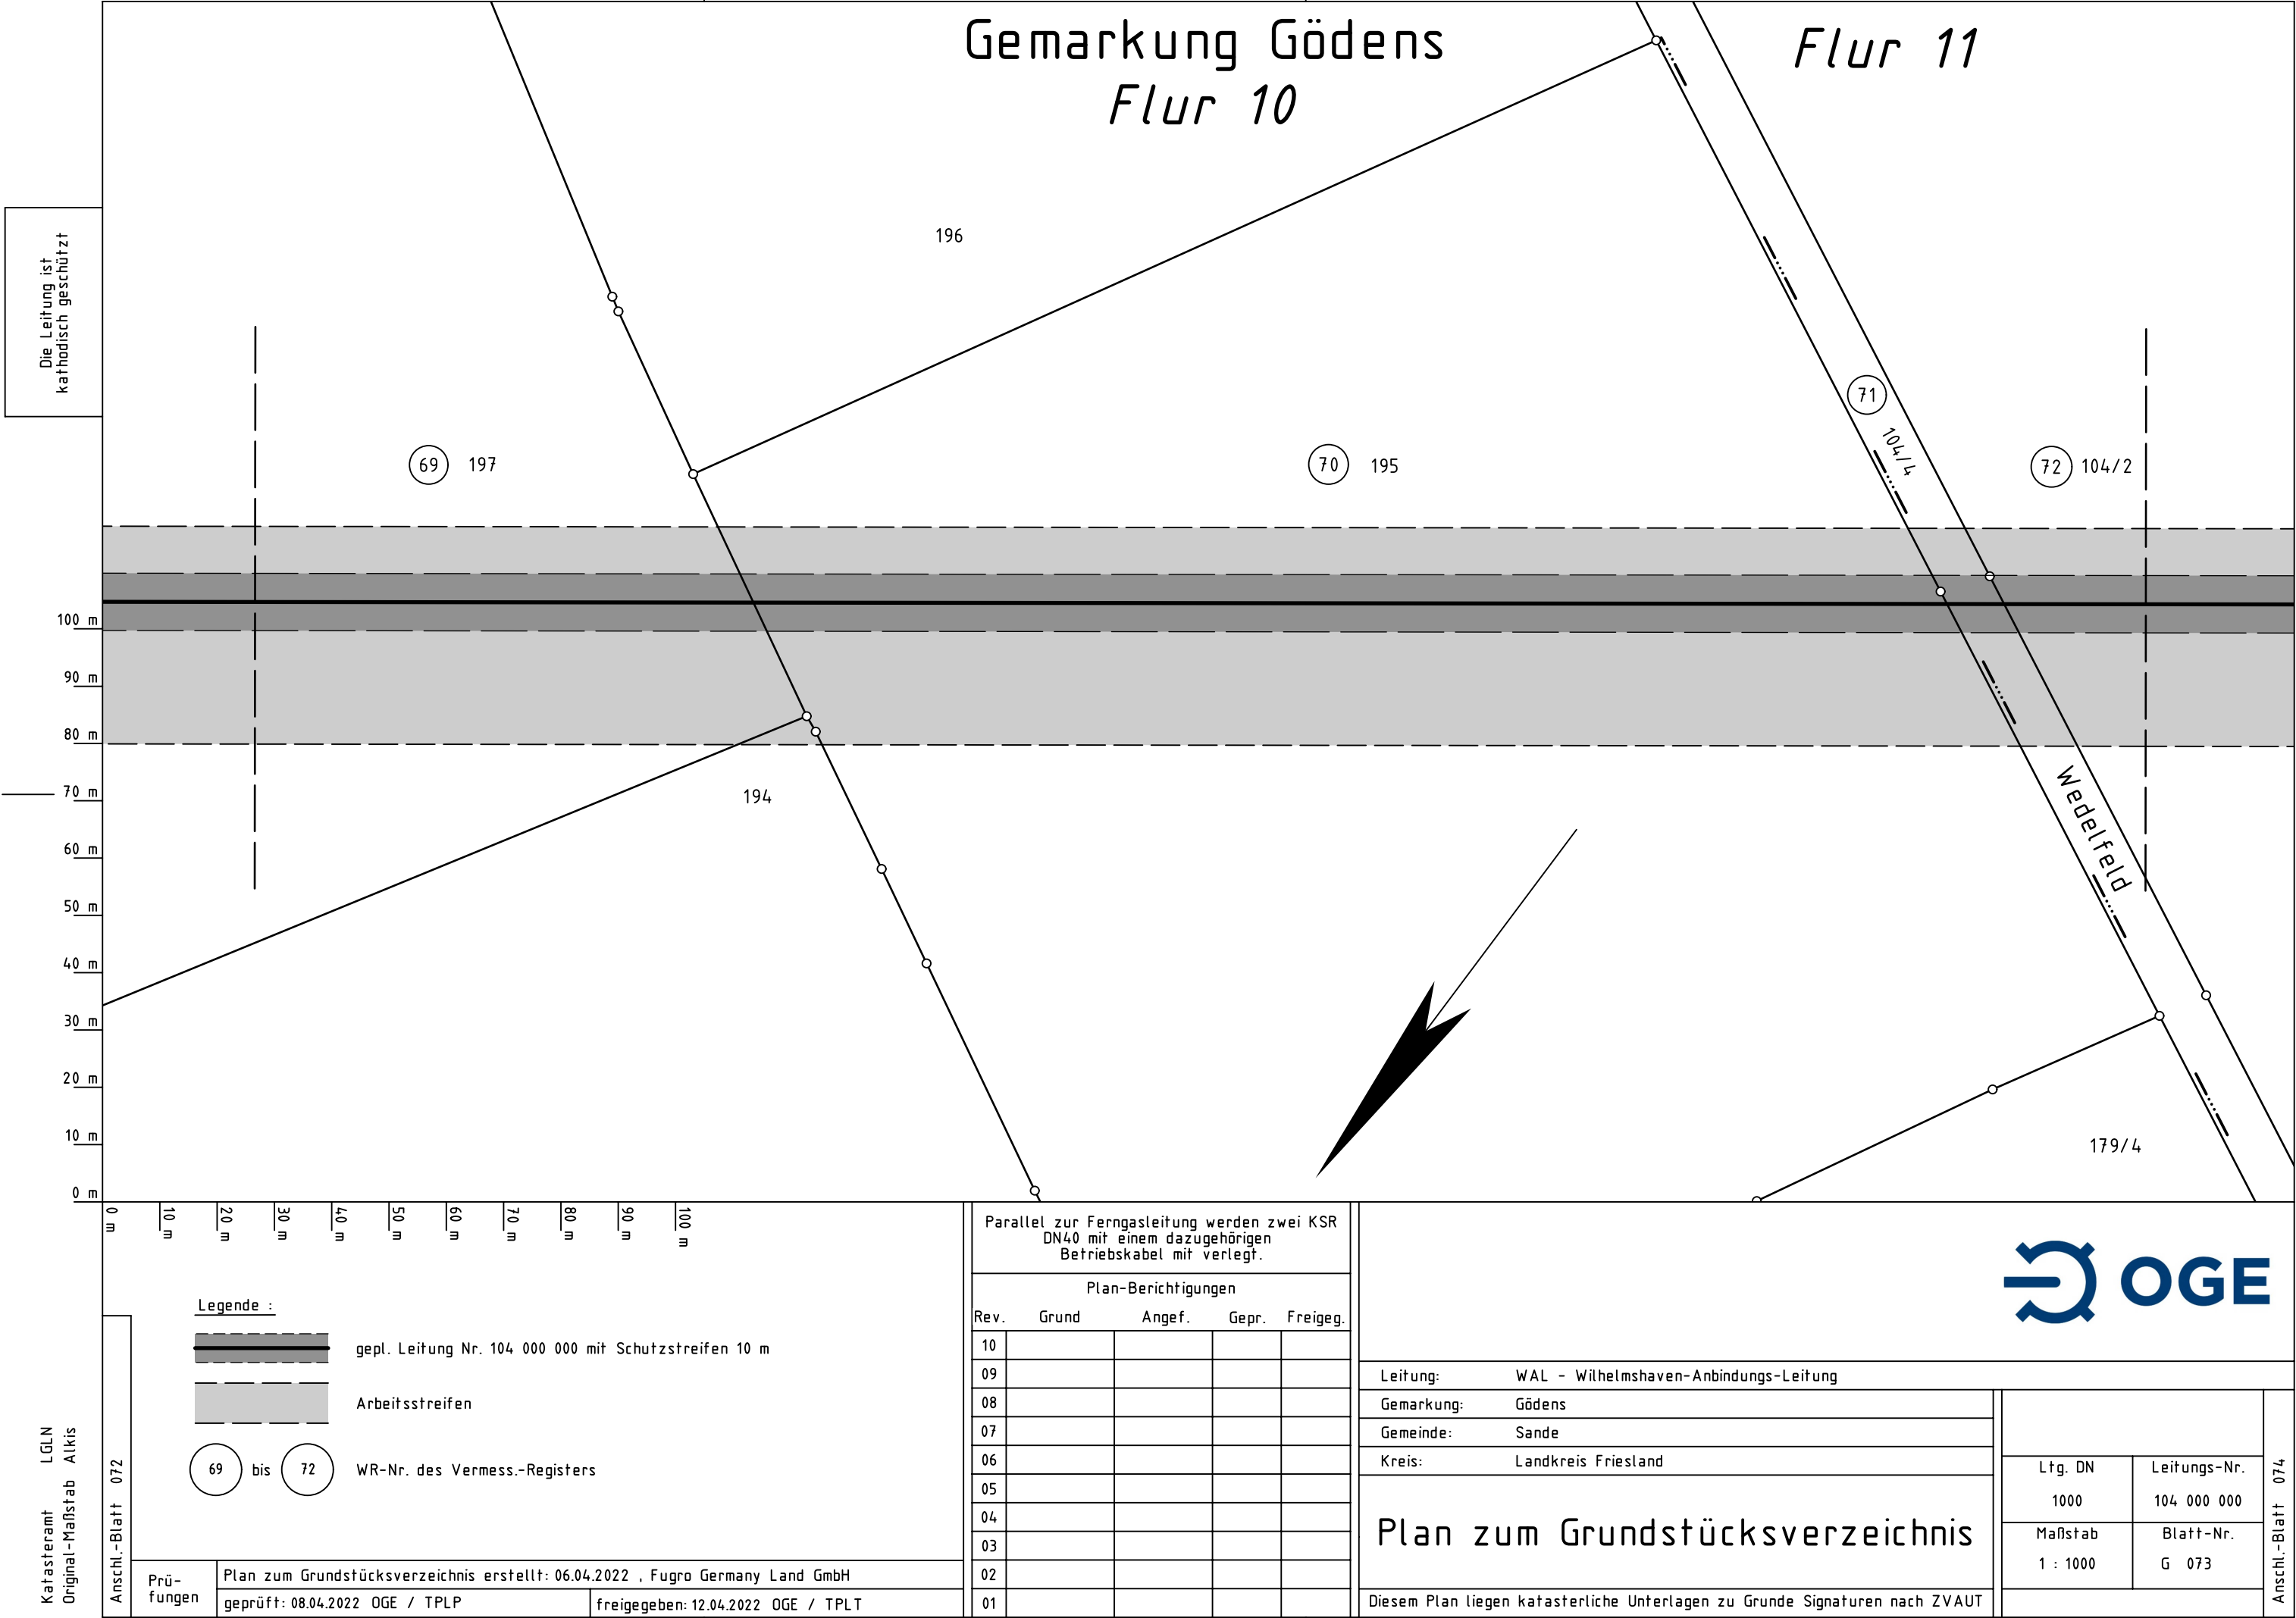 Gemarkung Gödens
Flur 10
Flur 11
Die Leitung ist
kathodisch geschützt
196
69 197
70 195
71
104/4
72 104/2
194
Wedelfeld
179/4
100 m
90 m
80 m
70 m
60 m
50 m
40 m
30 m
20 m
10 m
0 m
0 m
10 m
20 m
30 m
40 m
50 m
60 m
70 m
80 m
90 m
100 m
Legende :
gepl. Leitung Nr. 104 000 000 mit Schutzstreifen 10 m
Arbeitsstreifen
69 bis 72 WR-Nr. des Vermess.-Registers
Katasteramt LGLN
Original-Maßstab Alkis
Anschl.-Blatt 072
Prü-
fungen
Plan zum Grundstücksverzeichnis erstellt: 06.04.2022 , Fugro Germany Land GmbH
geprüft: 08.04.2022 OGE / TPLP
freigegeben: 12.04.2022 OGE / TPLT
Parallel zur Ferngasleitung werden zwei KSR
DN40 mit einem dazugehörigen
Betriebskabel mit verlegt.
Plan-Berichtigungen
Rev. Grund Angef. Gepr. Freigeg.
10
09
08
07
06
05
04
03
02
01
OGE
Leitung: WAL - Wilhelmshaven-Anbindungs-Leitung
Gemarkung: Gödens
Gemeinde: Sande
Kreis: Landkreis Friesland
Plan zum Grundstücksverzeichnis
Diesem Plan liegen katasterliche Unterlagen zu Grunde Signaturen nach ZVAUT
Ltg. DN Leitungs-Nr.
1000 104 000 000
Maßstab Blatt-Nr.
1 : 1000 G 073
Anschl.-Blatt 074